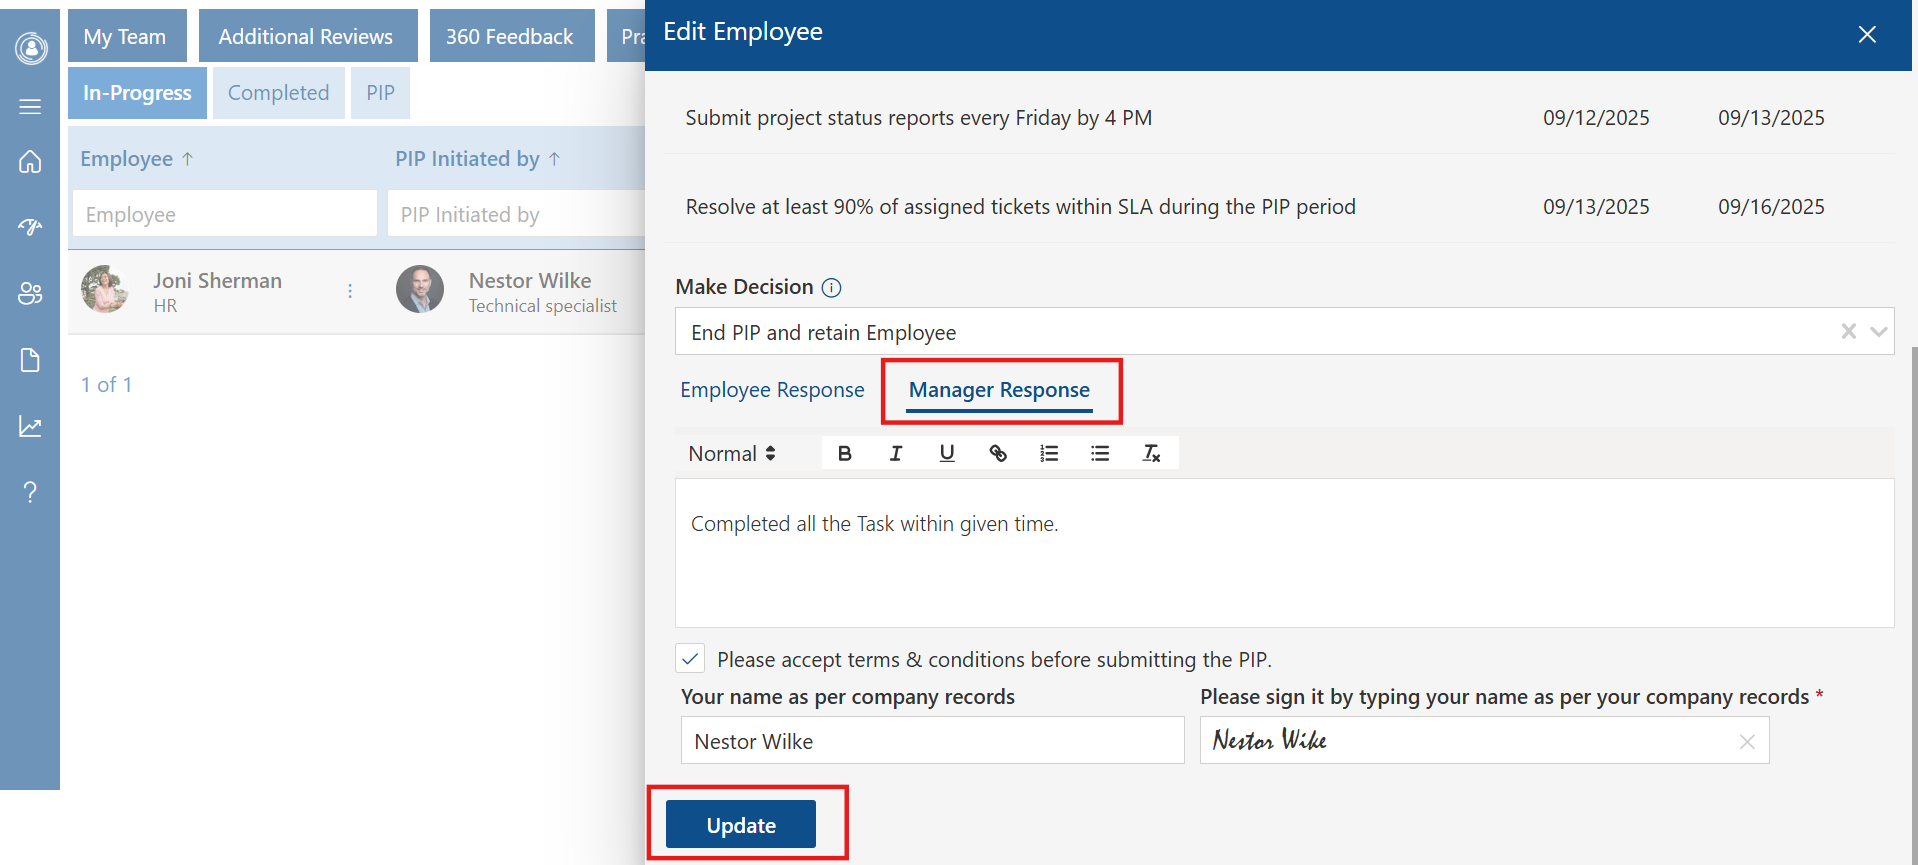 My Team Additional Reviews 360 Feedback Pra
In-Progress Completed PIP
Employee ↑ PIP Initiated by ↑
Employee PIP Initiated by
Joni Sherman
HR
Nestor Wilke
Technical specialist
1 of 1
Edit Employee
Submit project status reports every Friday by 4 PM 09/12/2025 09/13/2025
Resolve at least 90% of assigned tickets within SLA during the PIP period 09/13/2025 09/16/2025
Make Decision
End PIP and retain Employee
Employee Response Manager Response
Normal B I U
Completed all the Task within given time.
Please accept terms & conditions before submitting the PIP.
Your name as per company records
Nestor Wilke
Please sign it by typing your name as per your company records *
Nestor Wike
Update